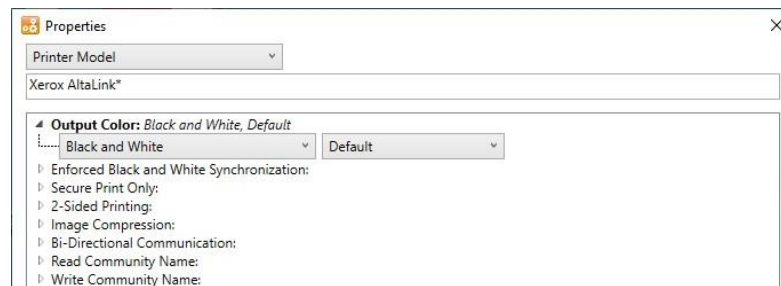 Properties
Printer Model
Xerox AltaLink*
Output Color: Black and White, Default
Black and White Default
Enforced Black and White Synchronization:
Secure Print Only:
2-Sided Printing:
Image Compression:
Bi-Directional Communication:
Read Community Name:
Write Community Name: